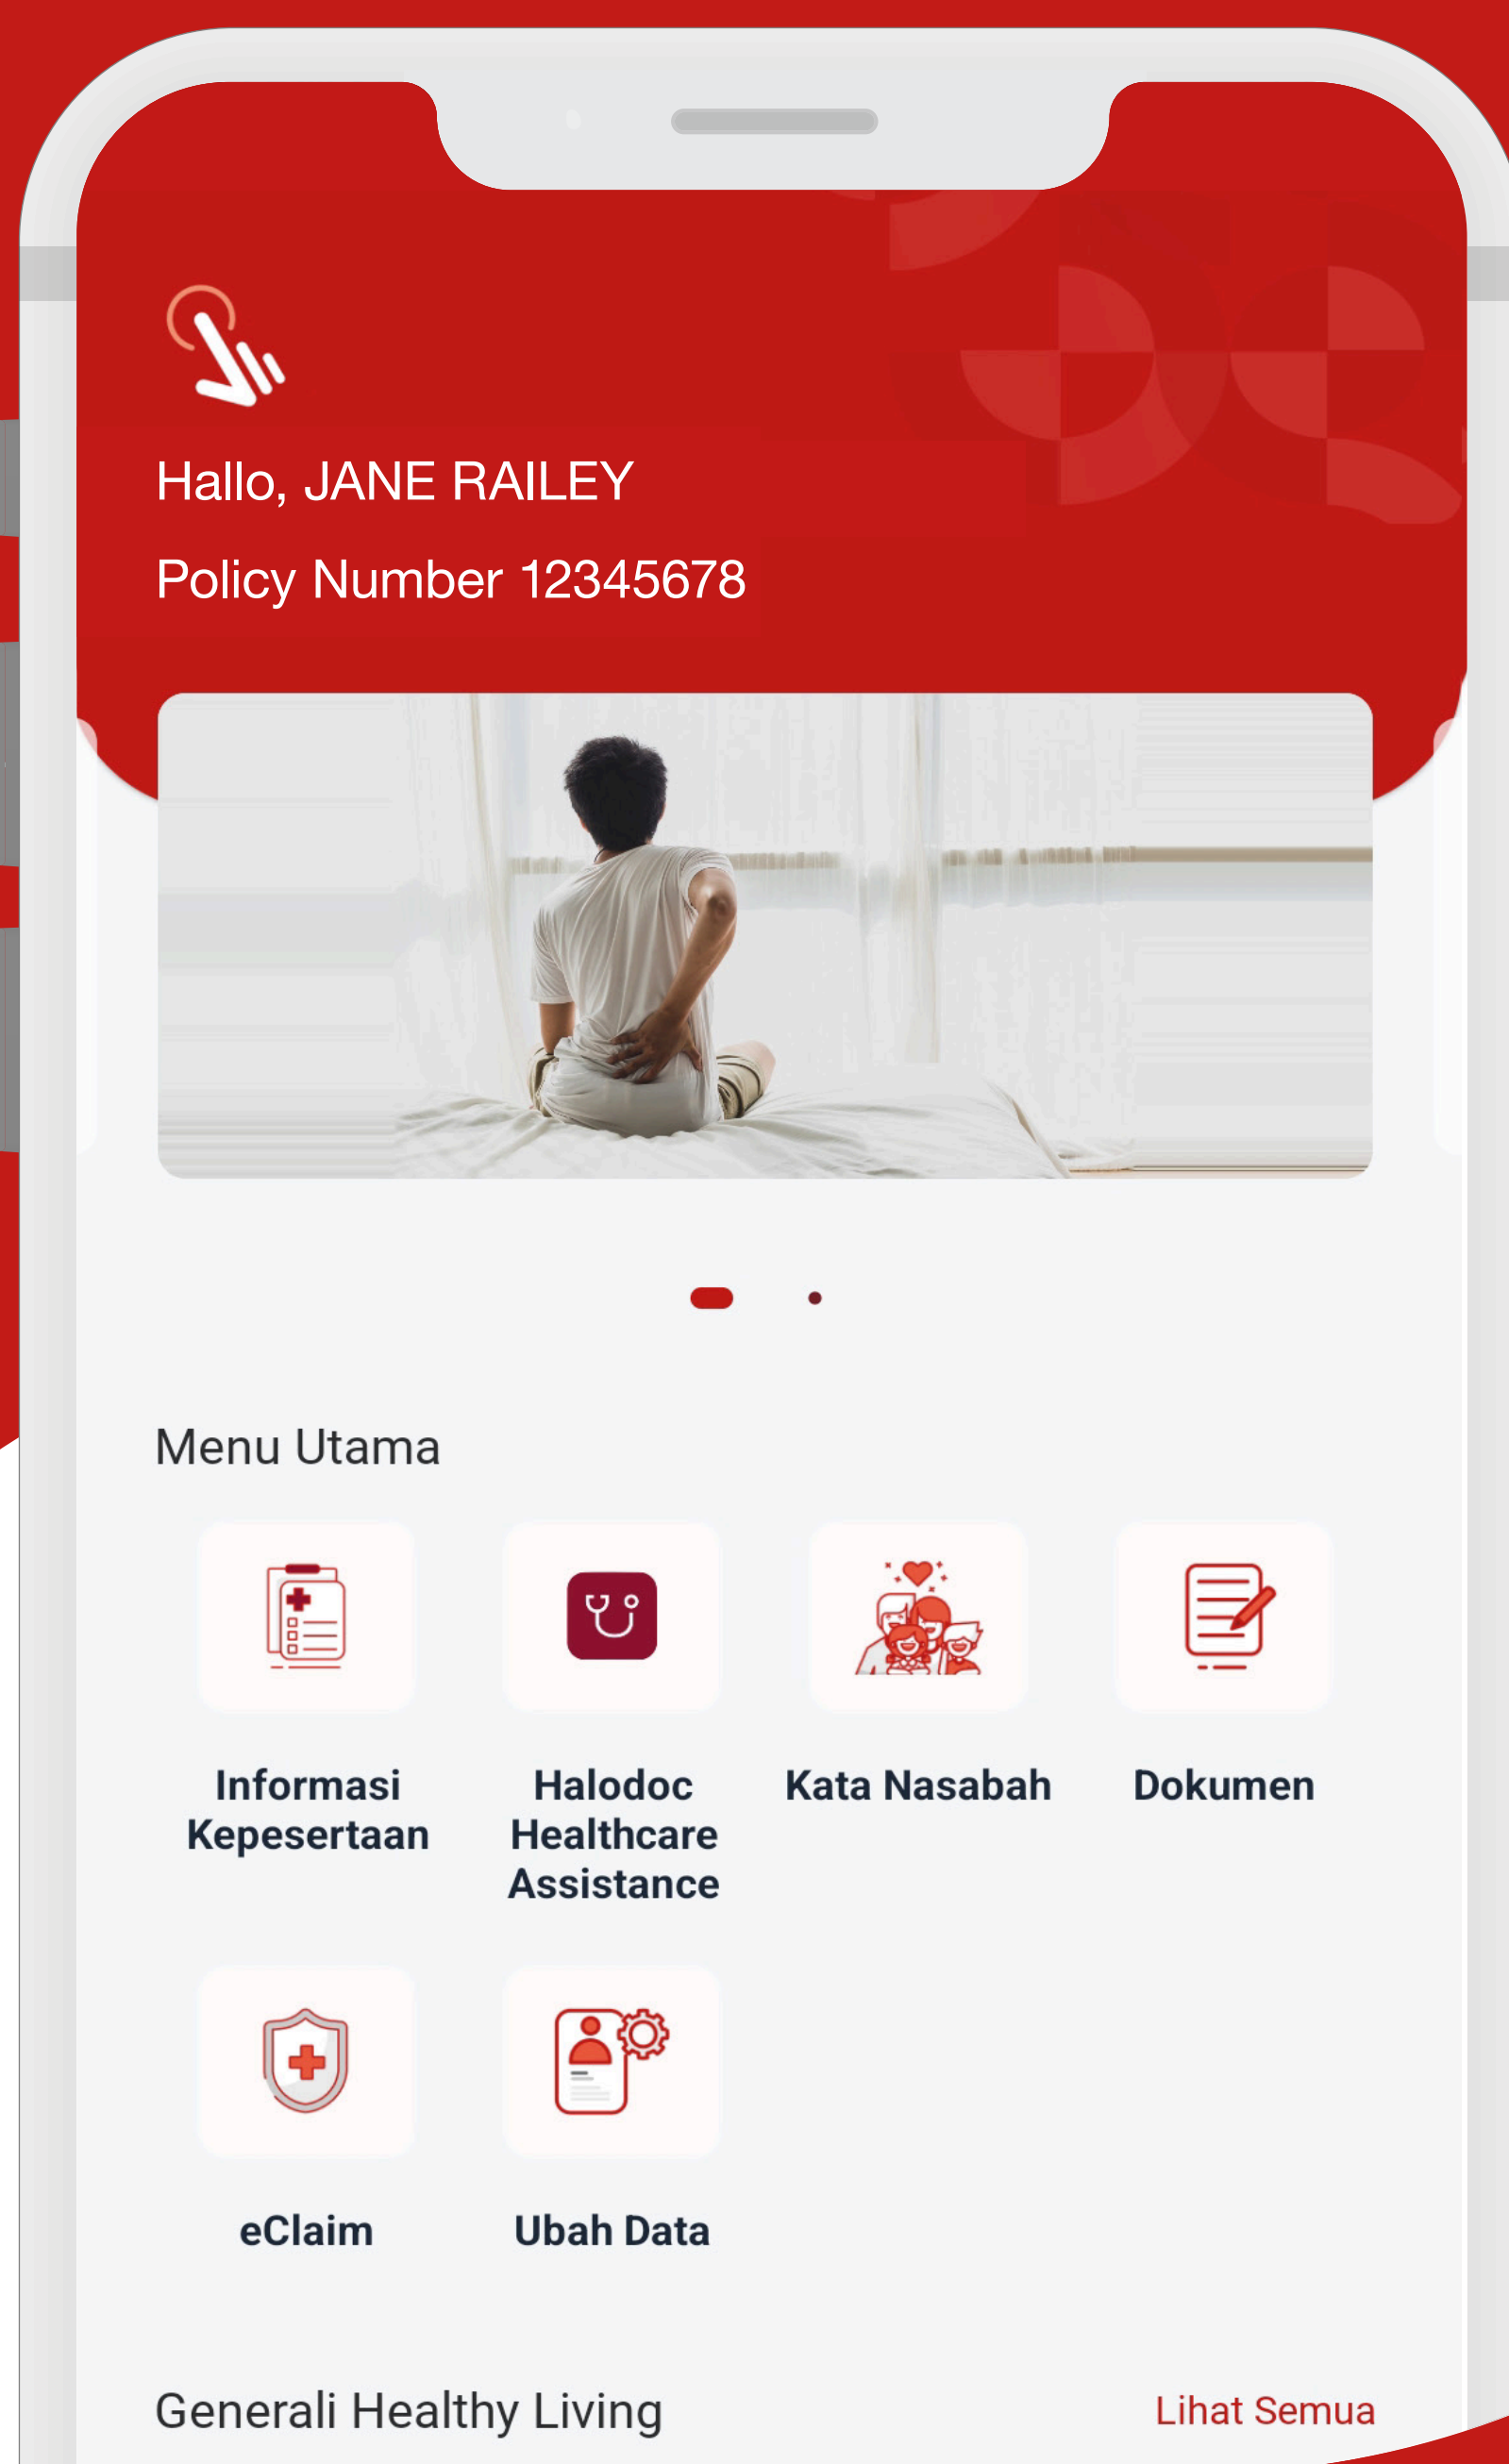 Hallo, JANE RAILEY
Policy Number 12345678
Menu Utama
Informasi
Kepesertaan
Halodoc
Healthcare
Assistance
Kata Nasabah
Dokumen
eClaim
Ubah Data
Generali Healthy Living
Lihat Semua